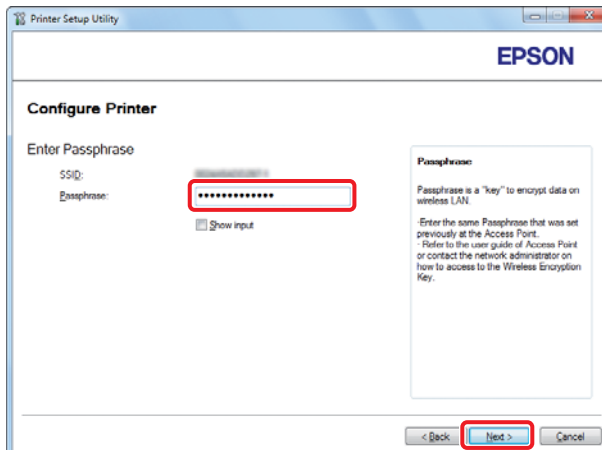 Printer Setup Utility
EPSON
Configure Printer
Enter Passphrase
SSID:
Passphrase: •••••••••••••
Show input
Passphrase
Passphrase is a "key" to encrypt data on
wireless LAN.
·Enter the same Passphrase that was set
previously at the Access Point.
· Refer to the user guide of Access Point
or contact the network administrator on
how to access to the Wireless Encryption
Key.
< Back
Next >
Cancel